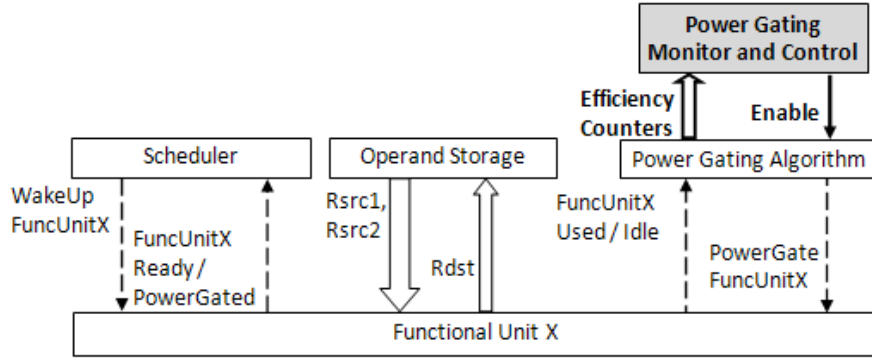 Power Gating
Monitor and Control
Efficiency
Counters
Enable
Scheduler
Operand Storage
Power Gating Algorithm
WakeUp
FuncUnitX
FuncUnitX
Ready /
PowerGated
Rsrc1,
Rsrc2
Rdst
FuncUnitX
Used / Idle
PowerGate
FuncUnitX
Functional Unit X